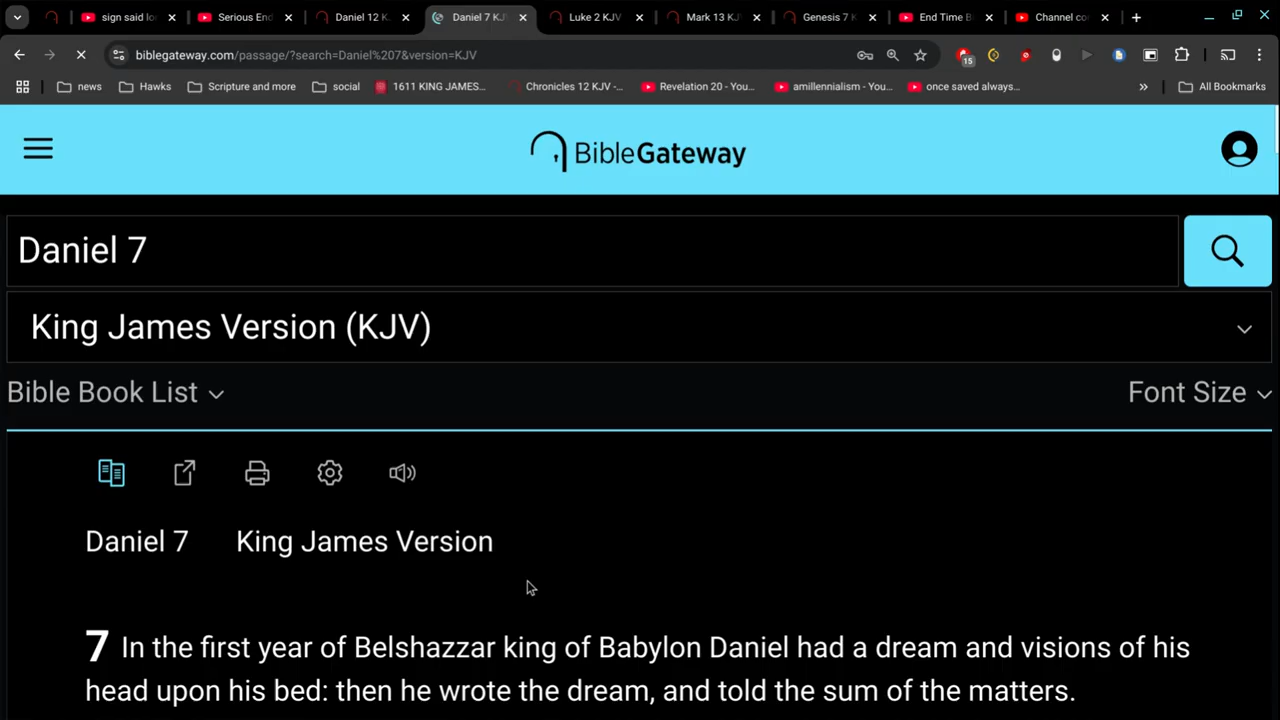 sign said lo
Serious End
Daniel 12 K
Daniel 7 KJ
Luke 2 KJV
Mark 13 KJ
Genesis 7 K
End Time B
Channel co
biblegateway.com/passage/?search=Daniel%207&version=KJV
15
news
Hawks
Scripture and more
social
1611 KING JAMES...
Chronicles 12 KJV -...
Revelation 20 - You...
amillennialism - You...
once saved always...
All Bookmarks
BibleGateway
Daniel 7
King James Version (KJV)
Bible Book List
Font Size
Daniel 7 King James Version
7 In the first year of Belshazzar king of Babylon Daniel had a dream and visions of his
head upon his bed: then he wrote the dream, and told the sum of the matters.